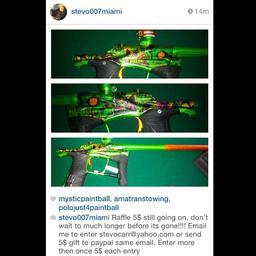 stevo007miami
14m
mysticpaintball, amatranstowing,
polojust4paintball
stevo007miami Raffle 5$ still going on, don't
wait to much longer before its gone!!!! Email
me to enter stevocarr@yahoo.com or send
5$ gift to paypal same email. Enter more
then once 5$ each entry